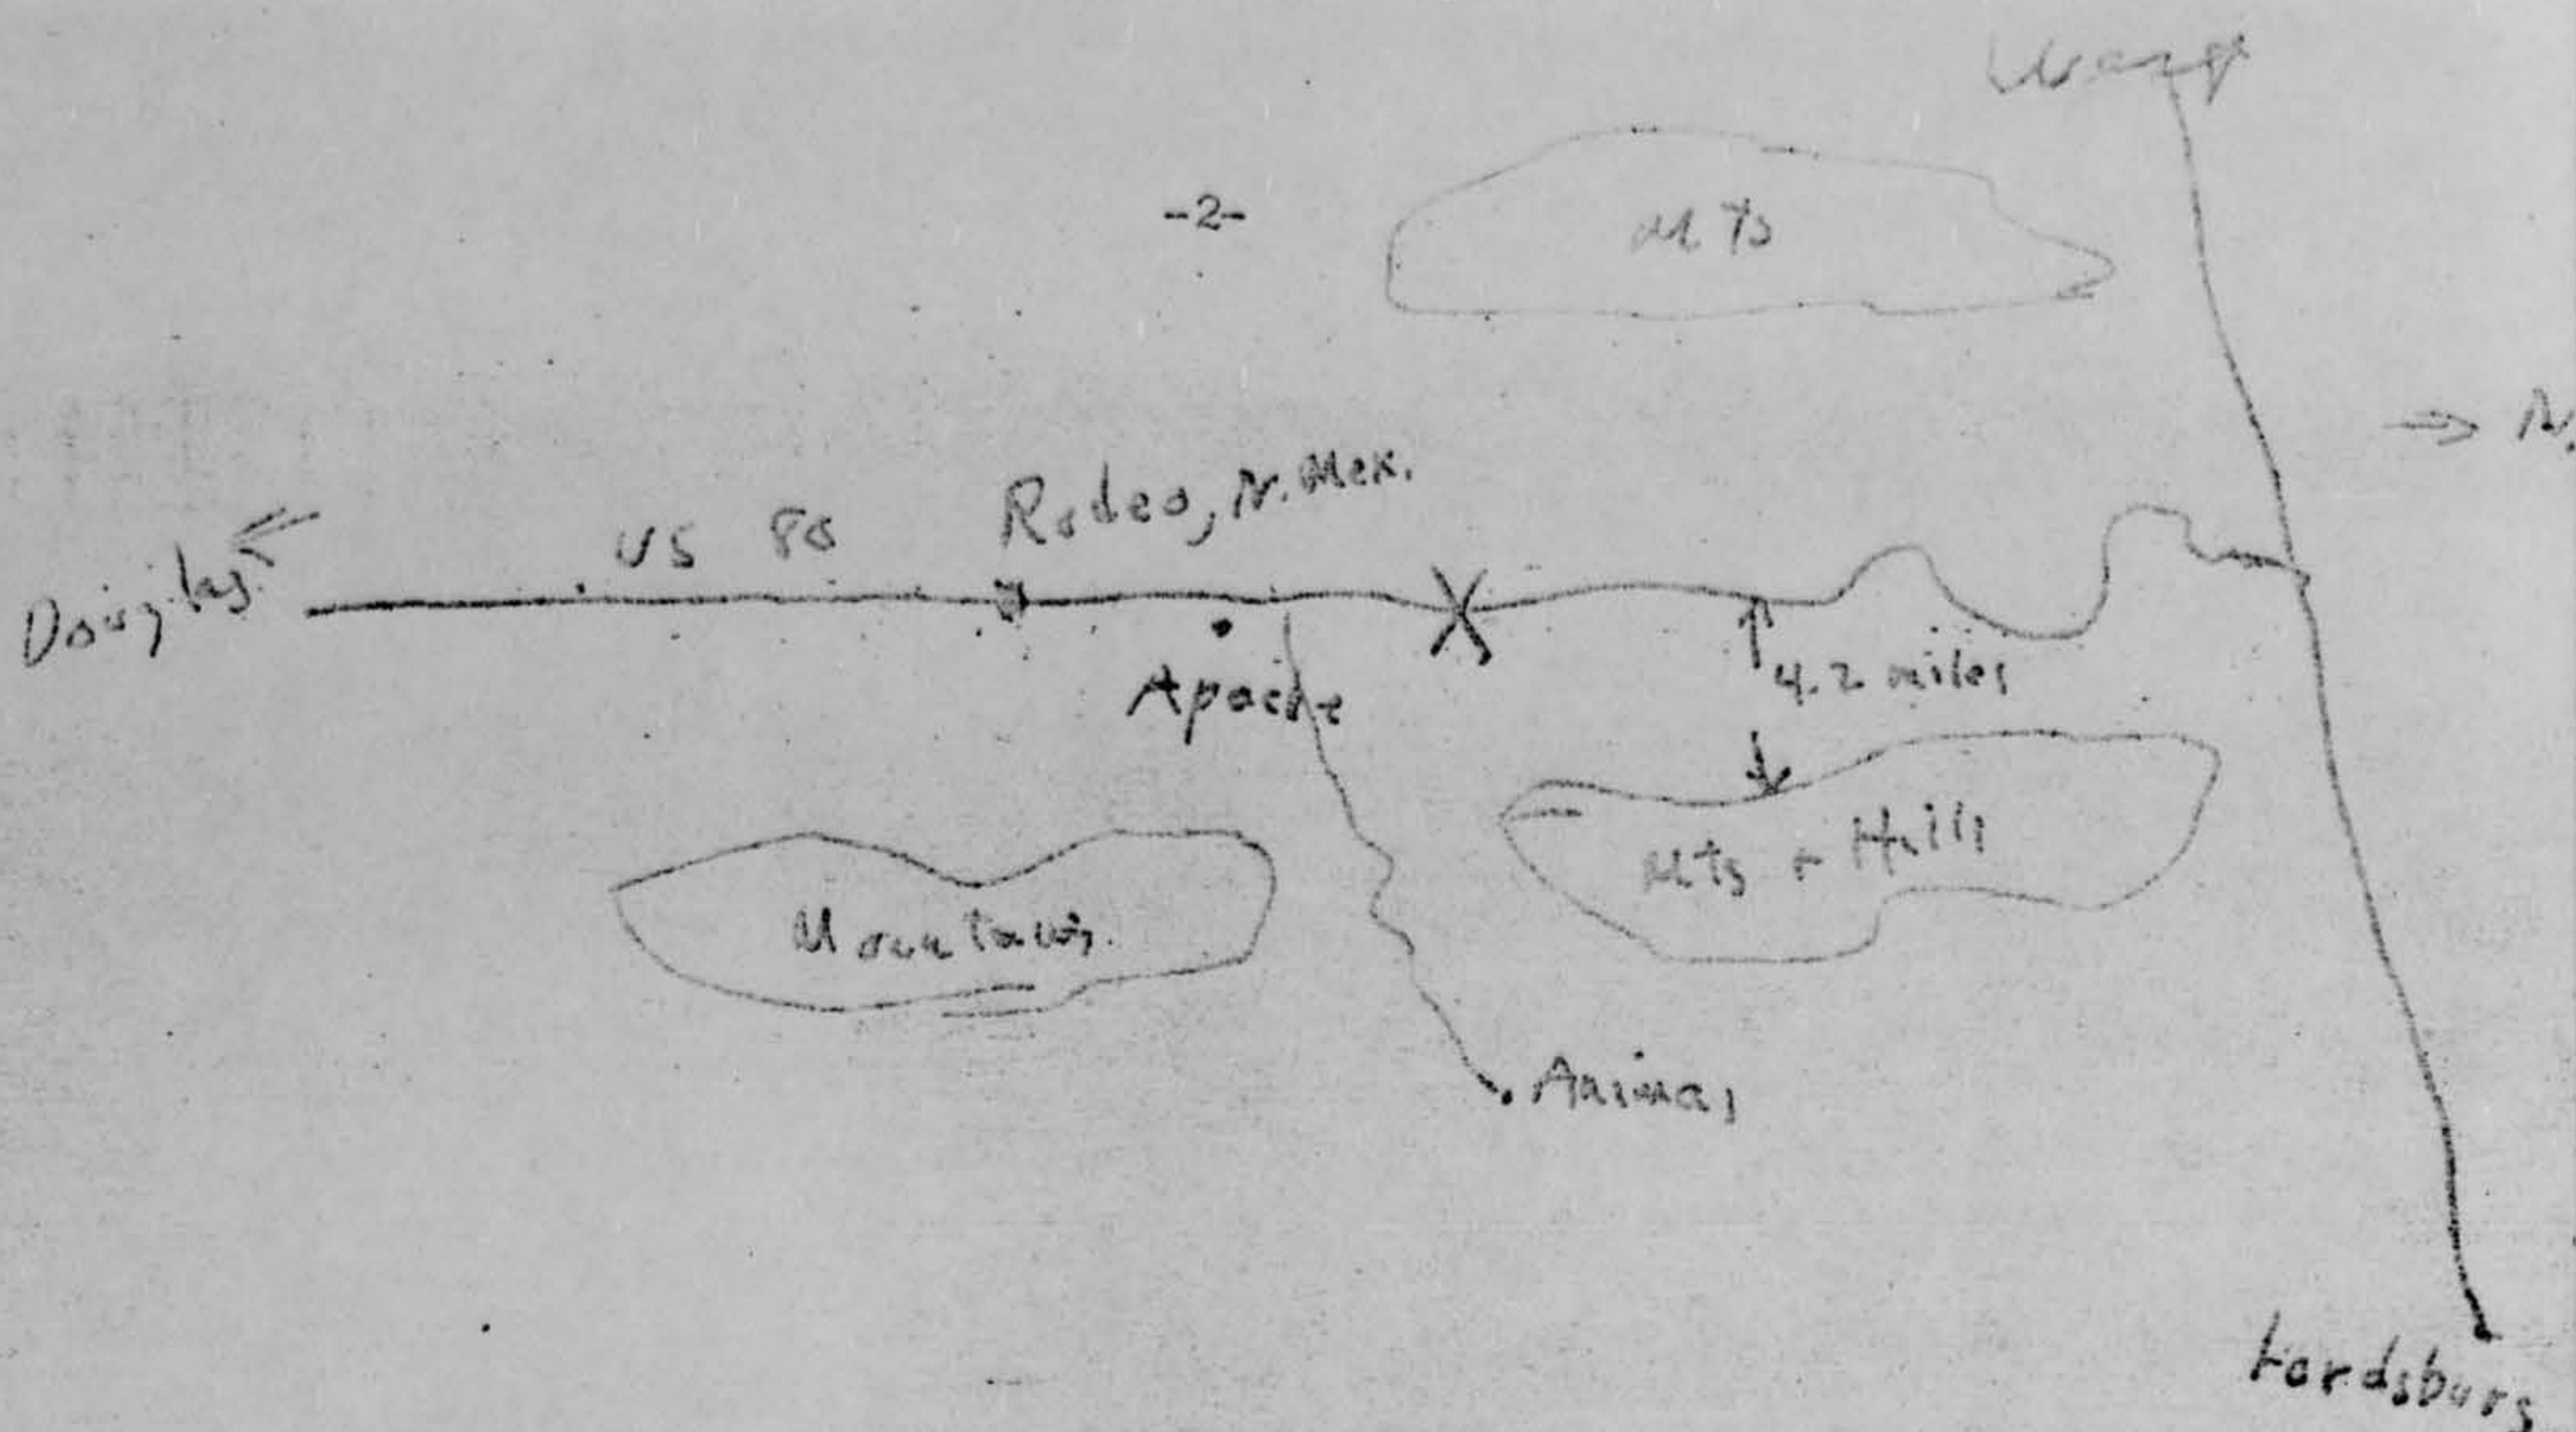 -2-
Mts
→ N.
Rodeo, N. Mex.
US 80
Douglas
4.2 miles
Apache
Mts + Hills
Mountains.
Animas
Lordsburg